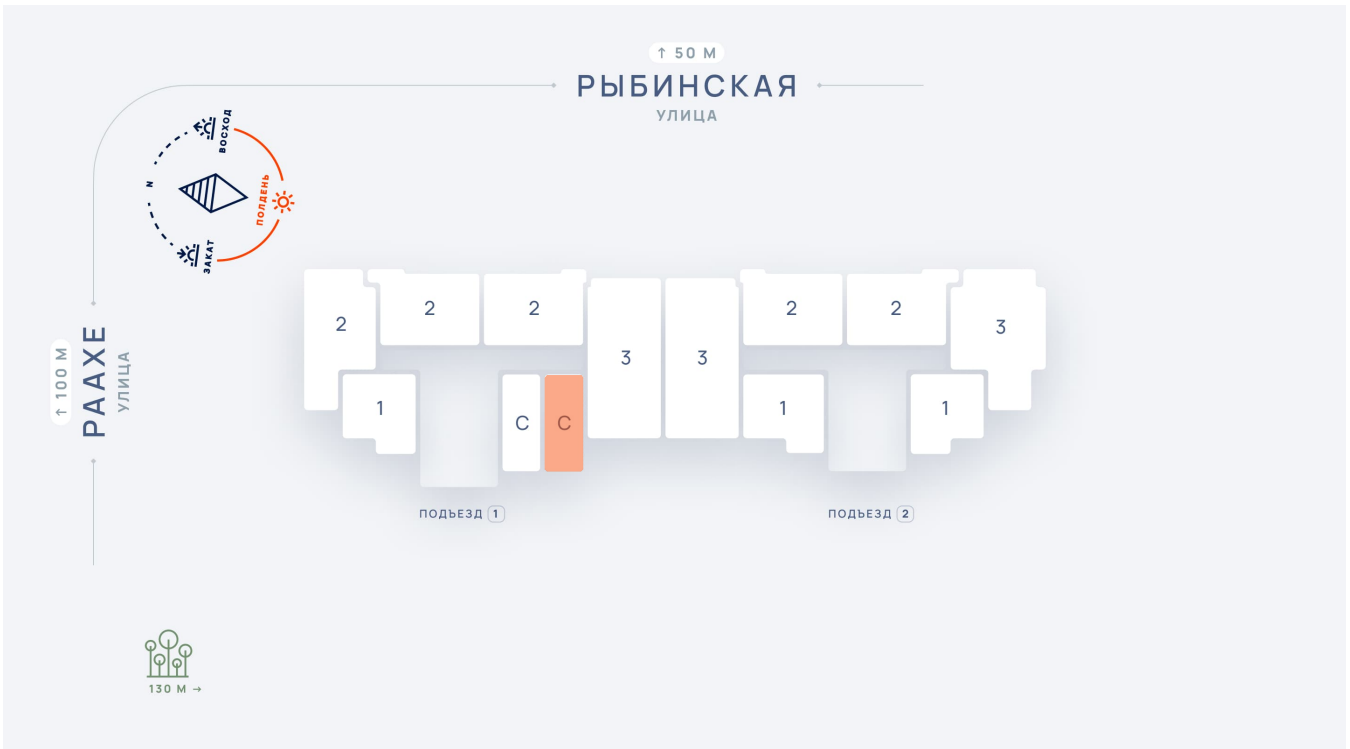 ↑ 50 М
РЫБИНСКАЯ
УЛИЦА
ВОСХОД
N
ПОЛДЕНЬ
ЗАКАТ
↑ 100 М
РААХЕ
УЛИЦА
2
2
2
3
3
2
2
3
1
С
С
1
1
ПОДЪЕЗД 1
ПОДЪЕЗД 2
130 М →